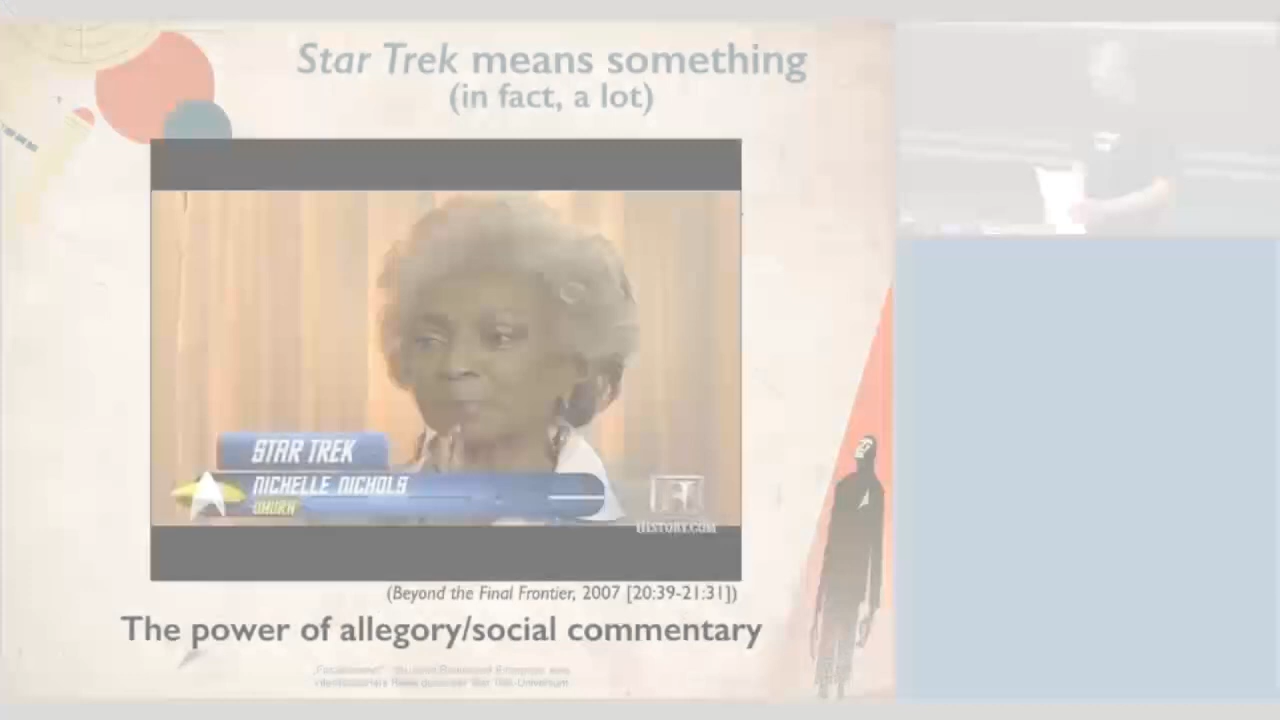 Star Trek means something
(in fact, a lot)
STAR TREK
NICHELLE NICHOLS
UHURA
H
HISTORY.COM
(Beyond the Final Frontier, 2007 [20:39-21:31])
The power of allegory/social commentary